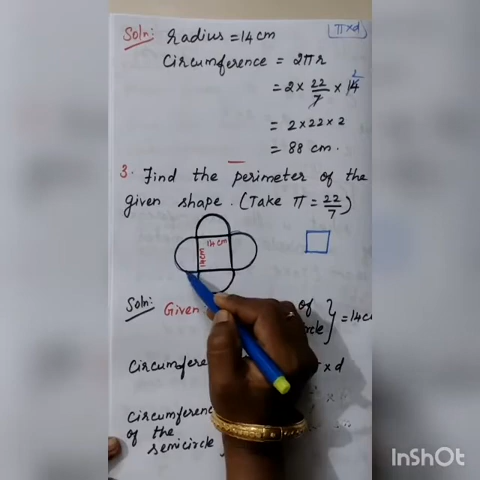 Soln: Radius = 14 cm
π×d
Circumference = 2πr
= 2 × 22/7 × 14 2
= 2×22×2
= 88 cm.
3. Find the perimeter of the
given shape. (Take π = 22/7)
14 cm
14 cm
Soln: Given of
} = 14 c
Circumfere × d
Circumference
of the
semicircle
InShOt